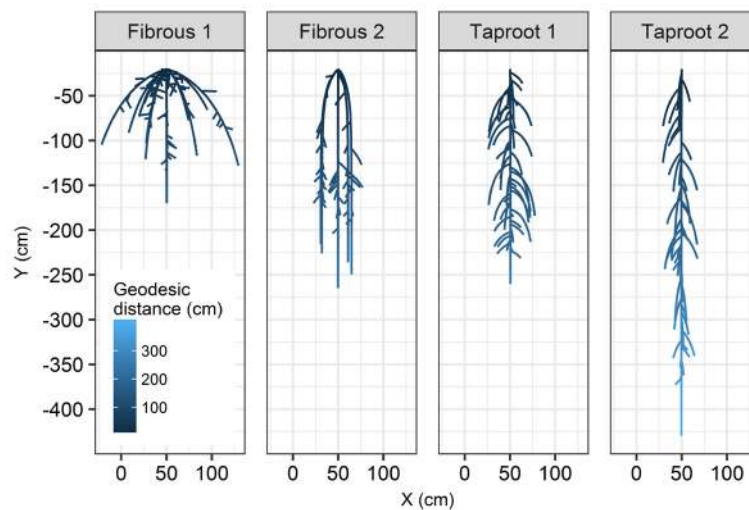 Fibrous 1 Fibrous 2 Taproot 1 Taproot 2
-50
-100
-150
-200
-250
-300
-350
-400
Y (cm)
Geodesic
distance (cm)
300
200
100
0 50 100 0 50 100 0 50 100 0 50 100
X (cm)